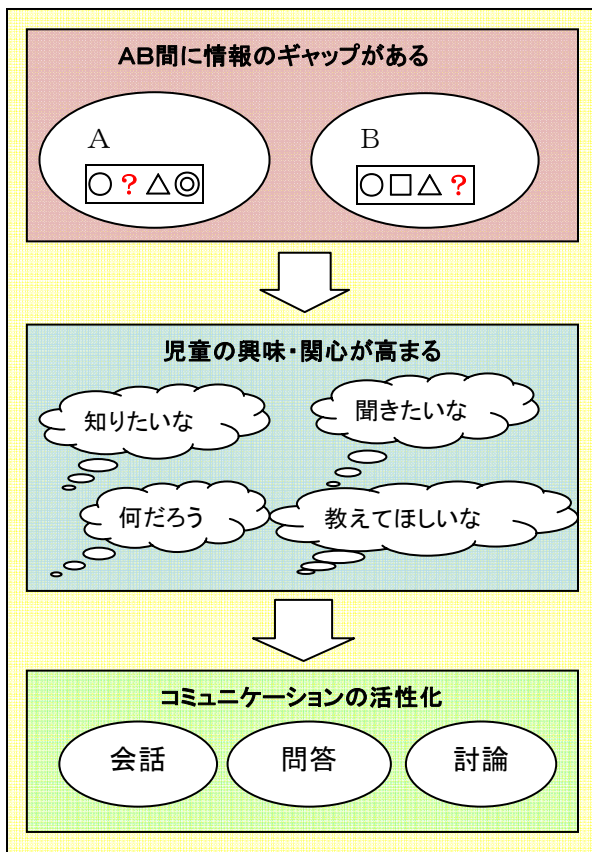 AB間に情報のギャップがある
A
B
○?△◎
○□△?
児童の興味・関心が高まる
知りたいな
聞きたいな
何だろう
教えてほしいな
コミュニケーションの活性化
会話
問答
討論